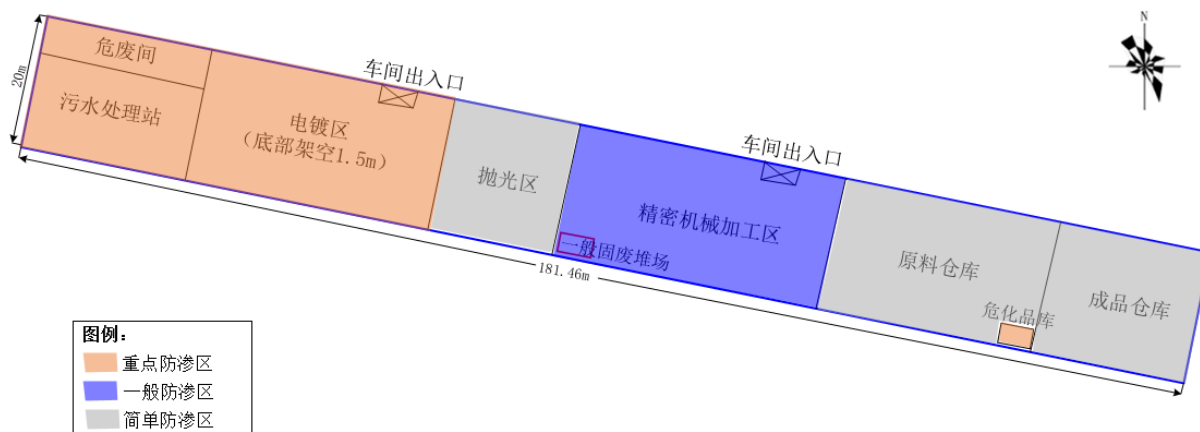 N
危废间
车间出入口
20m
污水处理站
电镀区
（底部架空1.5m）
车间出入口
抛光区
精密机械加工区
一般固废堆场
181.46m
原料仓库
危化品库
成品仓库
图例：
重点防渗区
一般防渗区
简单防渗区